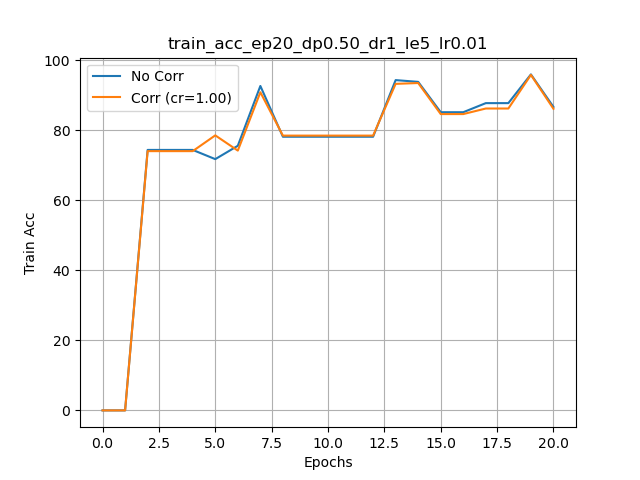 train_acc_ep20_dp0.50_dr1_le5_lr0.01
No Corr
Corr (cr=1.00)
Train Acc
100
80
60
40
20
0
0.0 2.5 5.0 7.5 10.0 12.5 15.0 17.5 20.0
Epochs